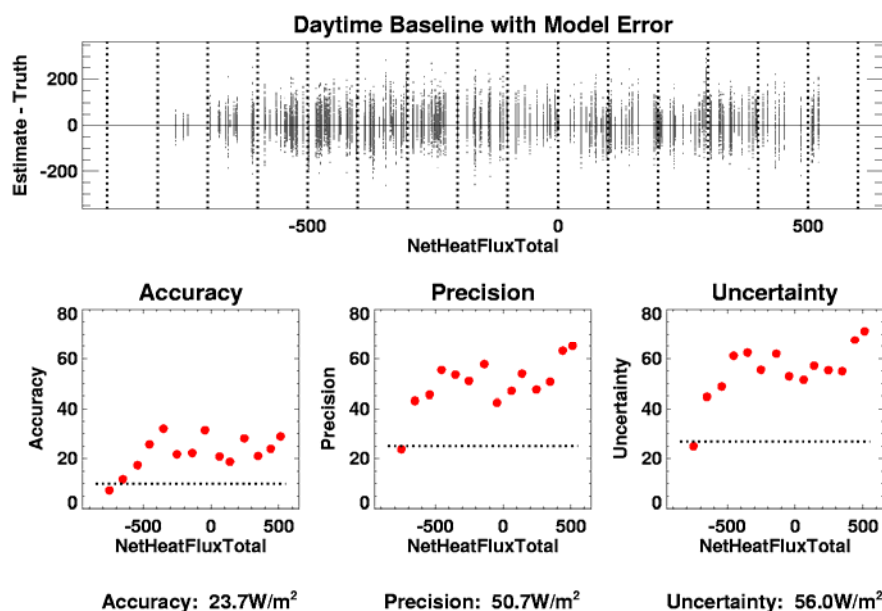 Daytime Baseline with Model Error
Estimate - Truth
200
0
-200
-500 0 500
NetHeatFluxTotal
Accuracy
Accuracy
80
60
40
20
0
-500 0 500
NetHeatFluxTotal
Precision
Precision
80
60
40
20
0
-500 0 500
NetHeatFluxTotal
Uncertainty
Uncertainty
80
60
40
20
0
-500 0 500
NetHeatFluxTotal
Accuracy: 23.7W/m²
Precision: 50.7W/m²
Uncertainty: 56.0W/m²